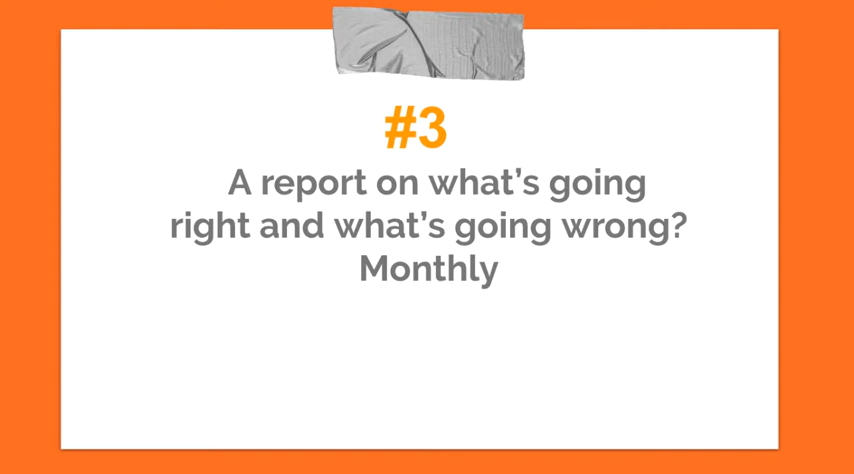 #3
A report on what’s going
right and what’s going wrong?
Monthly